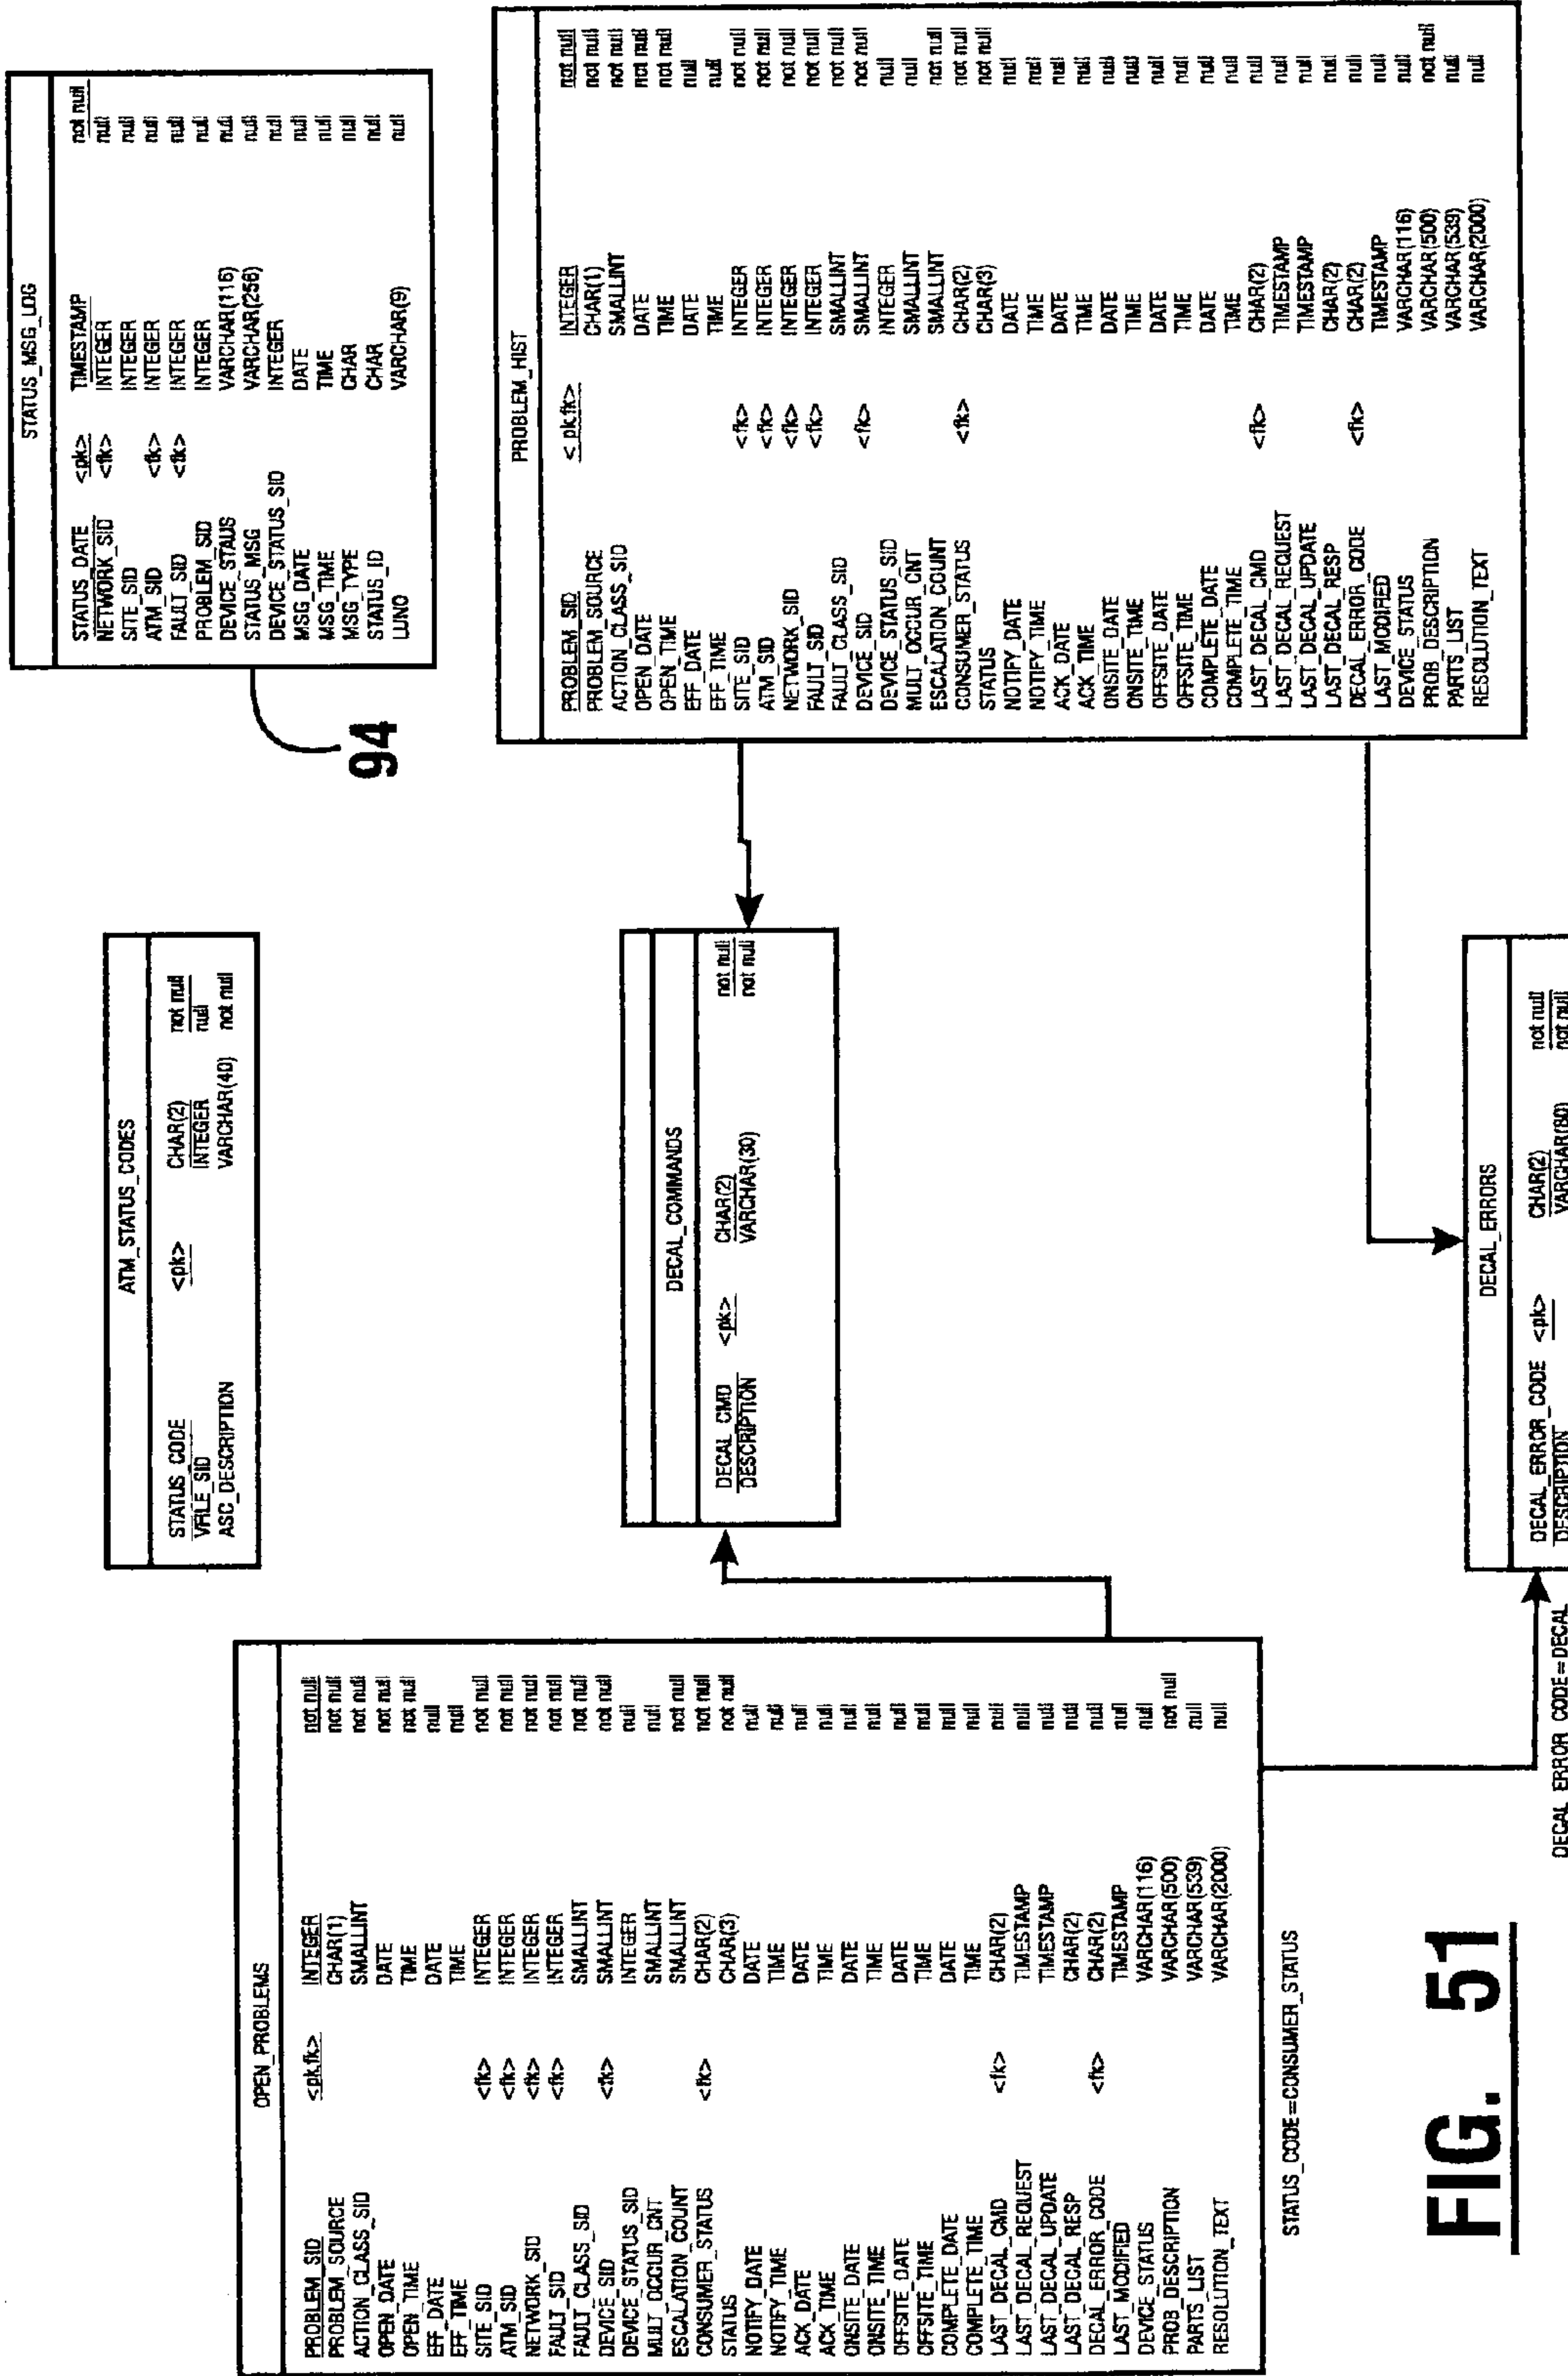 OPEN_PROBLEMS
PROBLEM_SID <pk,fk> INTEGER not null
PROBLEM_SOURCE CHAR(1) not null
ACTION_CLASS_SID SMALLINT not null
OPEN_DATE DATE not null
OPEN_TIME TIME not null
EFF_DATE DATE null
EFF_TIME TIME null
SITE_SID <fk> INTEGER not null
ATM_SID <fk> INTEGER not null
NETWORK_SID <fk> INTEGER not null
FAULT_SID <fk> INTEGER not null
FAULT_CLASS_SID SMALLINT not null
DEVICE_SID <fk> SMALLINT not null
DEVICE_STATUS_SID INTEGER null
MULT_OCCUR_CNT SMALLINT null
ESCALATION_COUNT SMALLINT not null
CONSUMER_STATUS <fk> CHAR(2) not null
STATUS CHAR(3) not null
NOTIFY_DATE DATE null
NOTIFY_TIME TIME null
ACK_DATE DATE null
ACK_TIME TIME null
ONSITE_DATE DATE null
ONSITE_TIME TIME null
OFFSITE_DATE DATE null
OFFSITE_TIME TIME null
COMPLETE_DATE DATE null
COMPLETE_TIME TIME null
LAST_DECAL_CMD <fk> CHAR(2) null
LAST_DECAL_REQUEST TIMESTAMP null
LAST_DECAL_UPDATE TIMESTAMP null
LAST_DECAL_RESP CHAR(2) null
DECAL_ERROR_CODE <fk> CHAR(2) null
LAST_MODIFIED TIMESTAMP null
DEVICE_STATUS VARCHAR(116) null
PROB_DESCRIPTION VARCHAR(500) not null
PARTS_LIST VARCHAR(539) null
RESOLUTION_TEXT VARCHAR(2000) null
STATUS_CODE=CONSUMER_STATUS
FIG. 51
ATM_STATUS_CODES
STATUS_CODE <pk> CHAR(2) not null
VRLE_SID INTEGER null
ASC_DESCRIPTION VARCHAR(40) not null
DECAL_COMMANDS
DECAL_CMD <pk> CHAR(2) not null
DESCRIPTION VARCHAR(30) not null
DECAL_ERRORS
DECAL_ERROR_CODE <pk> CHAR(2) not null
DESCRIPTION VARCHAR(80) not null
DECAL_ERROR_CODE=DECAL
STATUS_MSG_LOG
STATUS_DATE <pk> TIMESTAMP not null
NETWORK_SID <fk> INTEGER null
SITE_SID INTEGER null
ATM_SID <fk> INTEGER null
FAULT_SID <fk> INTEGER null
PROBLEM_SID INTEGER null
DEVICE_STAUS VARCHAR(116) null
STATUS_MSG VARCHAR(256) null
DEVICE_STATUS_SID INTEGER null
MSG_DATE DATE null
MSG_TIME TIME null
MSG_TYPE CHAR null
STATUS_ID CHAR null
LUNO VARCHAR(9) null
94
PROBLEM_HIST
PROBLEM_SID < pk,fk> INTEGER not null
PROBLEM_SOURCE CHAR(1) not null
ACTION_CLASS_SID SMALLINT not null
OPEN_DATE DATE not null
OPEN_TIME TIME not null
EFF_DATE DATE null
EFF_TIME TIME null
SITE_SID <fk> INTEGER not null
ATM_SID <fk> INTEGER not null
NETWORK_SID <fk> INTEGER not null
FAULT_SID <fk> INTEGER not null
FAULT_CLASS_SID SMALLINT not null
DEVICE_SID <fk> SMALLINT not null
DEVICE_STATUS_SID INTEGER null
MULT_OCCUR_CNT SMALLINT null
ESCALATION_COUNT SMALLINT not null
CONSUMER_STATUS <fk> CHAR(2) not null
STATUS CHAR(3) not null
NOTIFY_DATE DATE null
NOTIFY_TIME TIME null
ACK_DATE DATE null
ACK_TIME TIME null
ONSITE_DATE DATE null
ONSITE_TIME TIME null
OFFSITE_DATE DATE null
OFFSITE_TIME TIME null
COMPLETE_DATE DATE null
COMPLETE_TIME TIME null
LAST_DECAL_CMD <fk> CHAR(2) null
LAST_DECAL_REQUEST TIMESTAMP null
LAST_DECAL_UPDATE TIMESTAMP null
LAST_DECAL_RESP CHAR(2) null
DECAL_ERROR_CODE <fk> CHAR(2) null
LAST_MODIFIED TIMESTAMP null
DEVICE_STATUS VARCHAR(116) null
PROB_DESCRIPTION VARCHAR(500) not null
PARTS_LIST VARCHAR(539) null
RESOLUTION_TEXT VARCHAR(2000) null